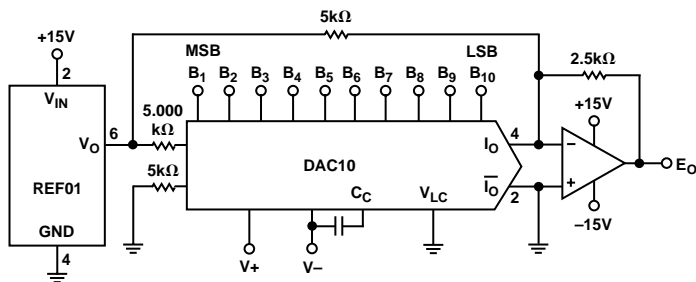 5kΩ
+15V
MSB
LSB
2
B1 B2 B3 B4 B5 B6 B7 B8 B9 B10
2.5kΩ
VIN
5.000
kΩ
+15V
VO
6
IO
4
–
EO
REF01
5kΩ
DAC10
CC
VLC
IO
2
+
–15V
GND
4
V+
V–